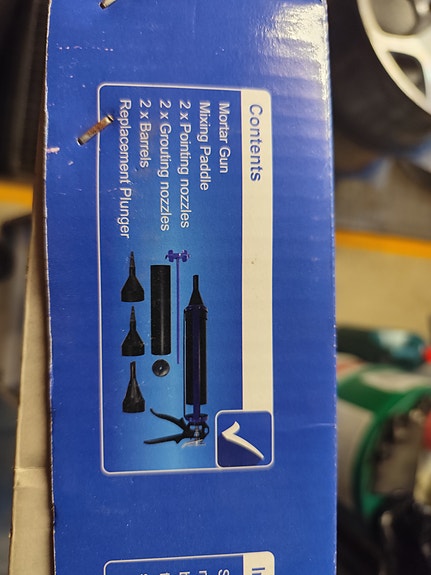 Contents
Mortar Gun
Mixing Paddle
2 x Pointing nozzles
2 x Grouting nozzles
2 x Barrels
Replacement Plunger